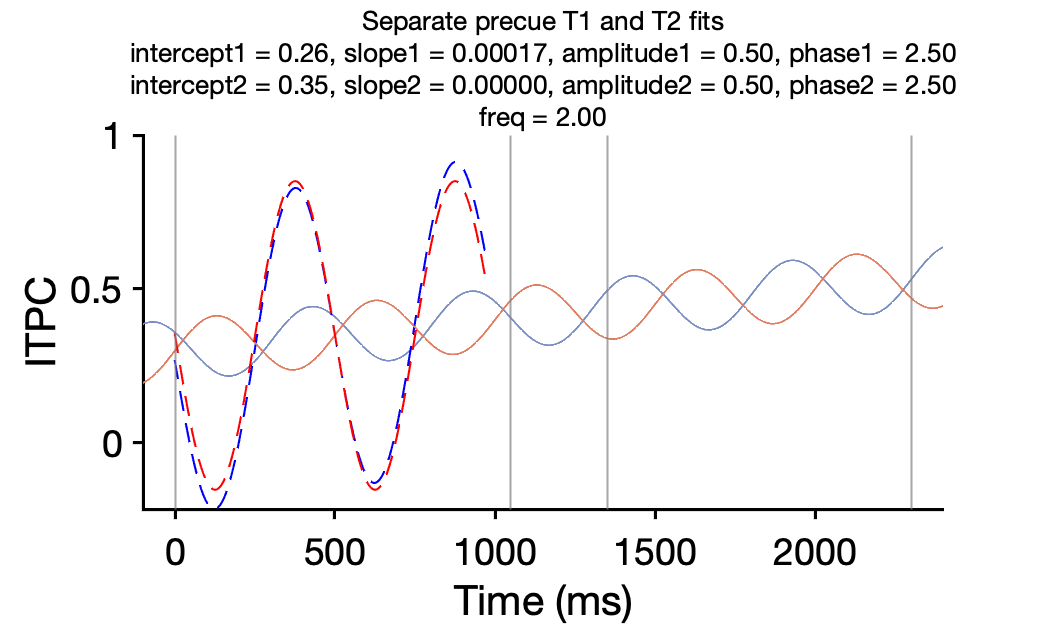 Separate precue T1 and T2 fits
intercept1 = 0.26, slope1 = 0.00017, amplitude1 = 0.50, phase1 = 2.50
intercept2 = 0.35, slope2 = 0.00000, amplitude2 = 0.50, phase2 = 2.50
freq = 2.00
1
0.5
0
ITPC
0 500 1000 1500 2000
Time (ms)